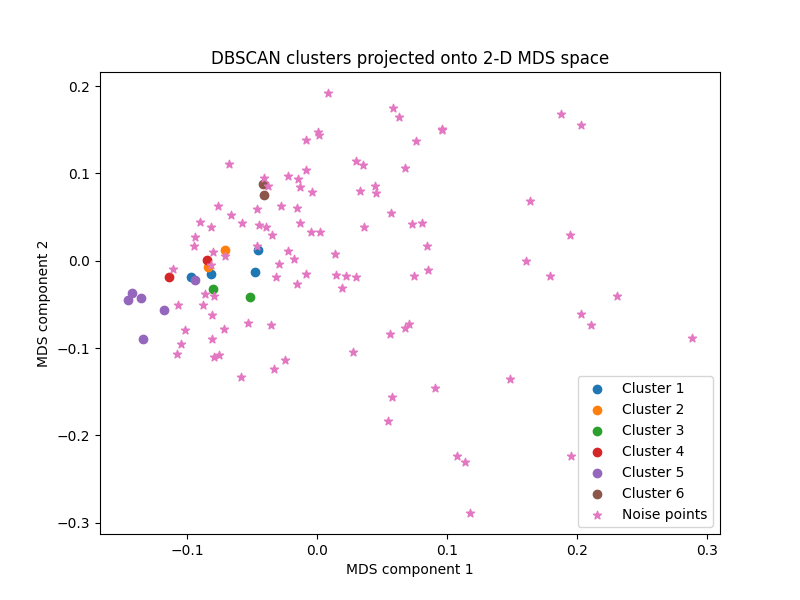 DBSCAN clusters projected onto 2-D MDS space
MDS component 2
0.2
0.1
0.0
−0.1
−0.2
−0.3
−0.1
0.0
0.1
0.2
0.3
MDS component 1
Cluster 1
Cluster 2
Cluster 3
Cluster 4
Cluster 5
Cluster 6
Noise points